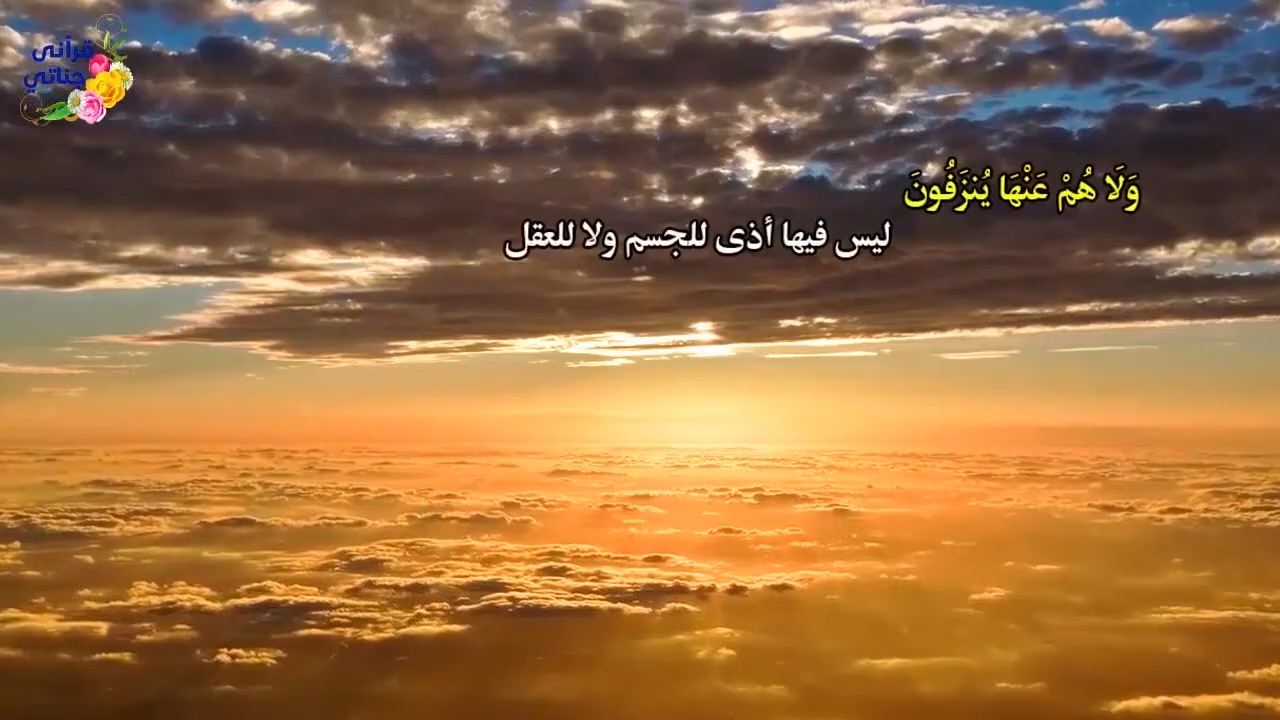 قرآني
جناتي
وَلَا هُمْ عَنْهَا يُنزَفُونَ
ليس فيها أذى للجسم ولا للعقل